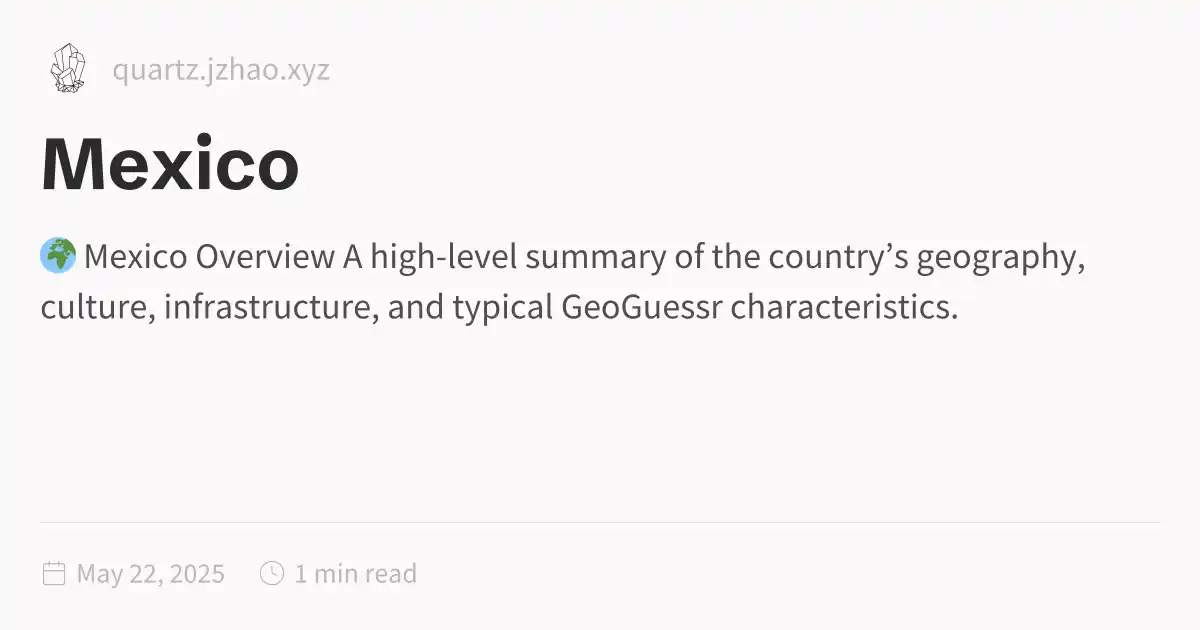 quartz.jzhao.xyz
Mexico
🌍 Mexico Overview A high-level summary of the country’s geography,
culture, infrastructure, and typical GeoGuessr characteristics.
May 22, 2025 1 min read